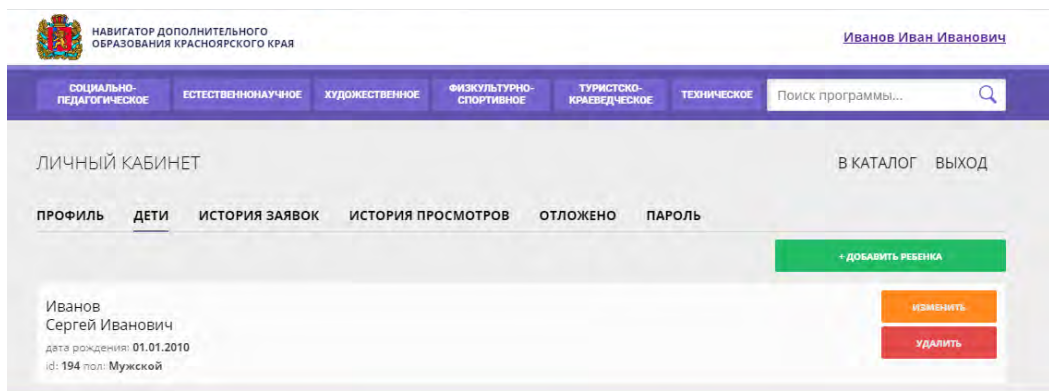 НАВИГАТОР ДОПОЛНИТЕЛЬНОГО
ОБРАЗОВАНИЯ КРАСНОЯРСКОГО КРАЯ
Иванов Иван Иванович
СОЦИАЛЬНО-
ПЕДАГОГИЧЕСКОЕ
ЕСТЕСТВЕННОНАУЧНОЕ
ХУДОЖЕСТВЕННОЕ
ФИЗКУЛЬТУРНО-
СПОРТИВНОЕ
ТУРИСТСКО-
КРАЕВЕДЧЕСКОЕ
ТЕХНИЧЕСКОЕ
Поиск программы...
ЛИЧНЫЙ КАБИНЕТ
В КАТАЛОГ ВЫХОД
ПРОФИЛЬ ДЕТИ ИСТОРИЯ ЗАЯВОК ИСТОРИЯ ПРОСМОТРОВ ОТЛОЖЕНО ПАРОЛЬ
+ ДОБАВИТЬ РЕБЕНКА
Иванов
Сергей Иванович
дата рождения: 01.01.2010
id: 194 пол: Мужской
ИЗМЕНИТЬ
УДАЛИТЬ